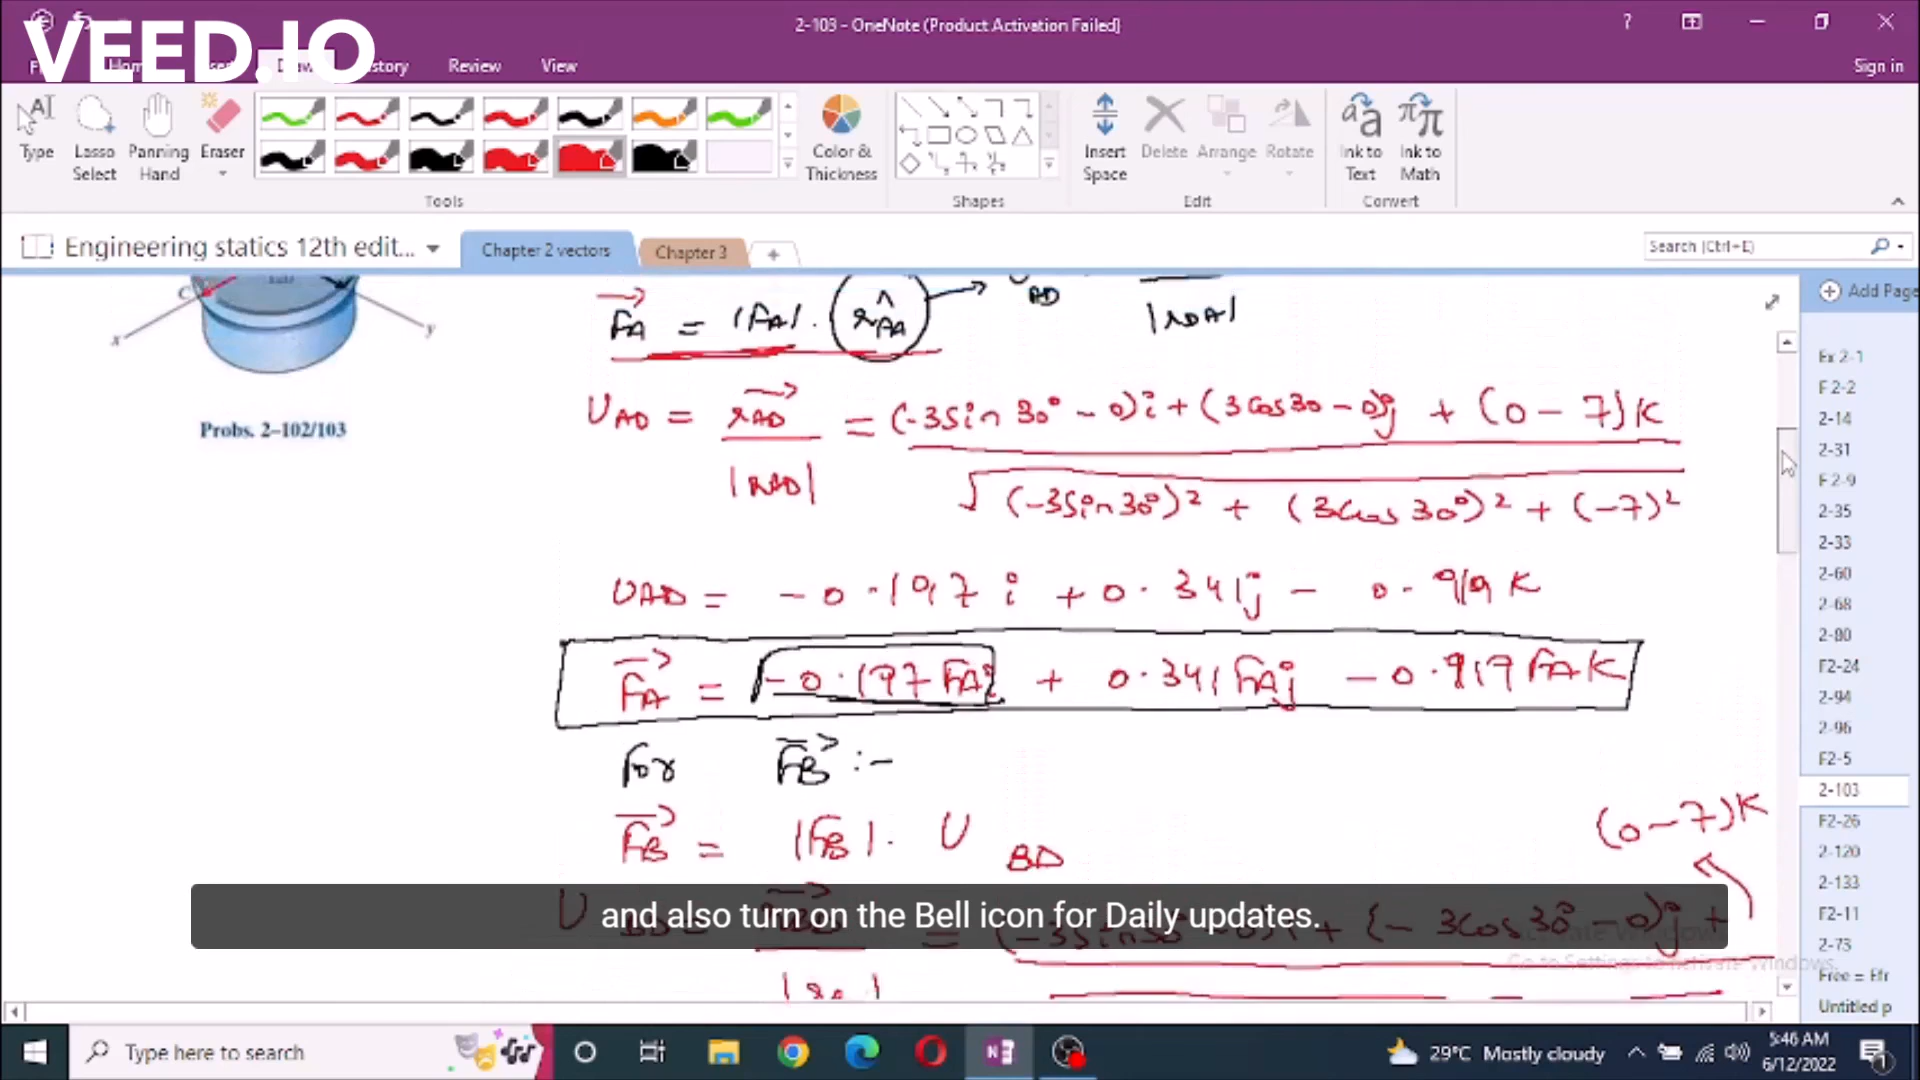 2-103 - OneNote (Product Activation Failed)
VEED.IO
Review
View
Sign in
Type
Lasso Select
Panning Hand
Eraser
Color & Thickness
Insert Space
Delete
Arrange
Rotate
Ink to Text
Ink to Math
Tools
Shapes
Edit
Convert
Engineering statics 12th edit...
Chapter 2 vectors
Chapter 3
Search (Ctrl+E)
Add Page
C
x
y
Probs. 2–102/103
FA = |FA|.
|rDA|
UAD = rAD = (-3sin 30° - 0)i + (3cos30 - 0)j + (0 - 7)K
|rAD| √(-3sin30°)² + (3cos 30°)² + (-7)²
UAD = - 0.197 i + 0.341j - 0.919 K
FA = -0.197 FAi + 0.341 FAj - 0.919 FAK
For FB :-
FB = |FB|. U BD
(0-7)K
and also turn on the Bell icon for Daily updates.
Ex 2-1
F 2-2
2-14
2-31
F 2-9
2-35
2-33
2-60
2-68
2-80
F2-24
2-94
2-96
F2-5
2-103
F2-26
2-120
2-133
F2-11
2-73
Free = Efr
Untitled p
Type here to search
29°C Mostly cloudy
5:46 AM
6/12/2022